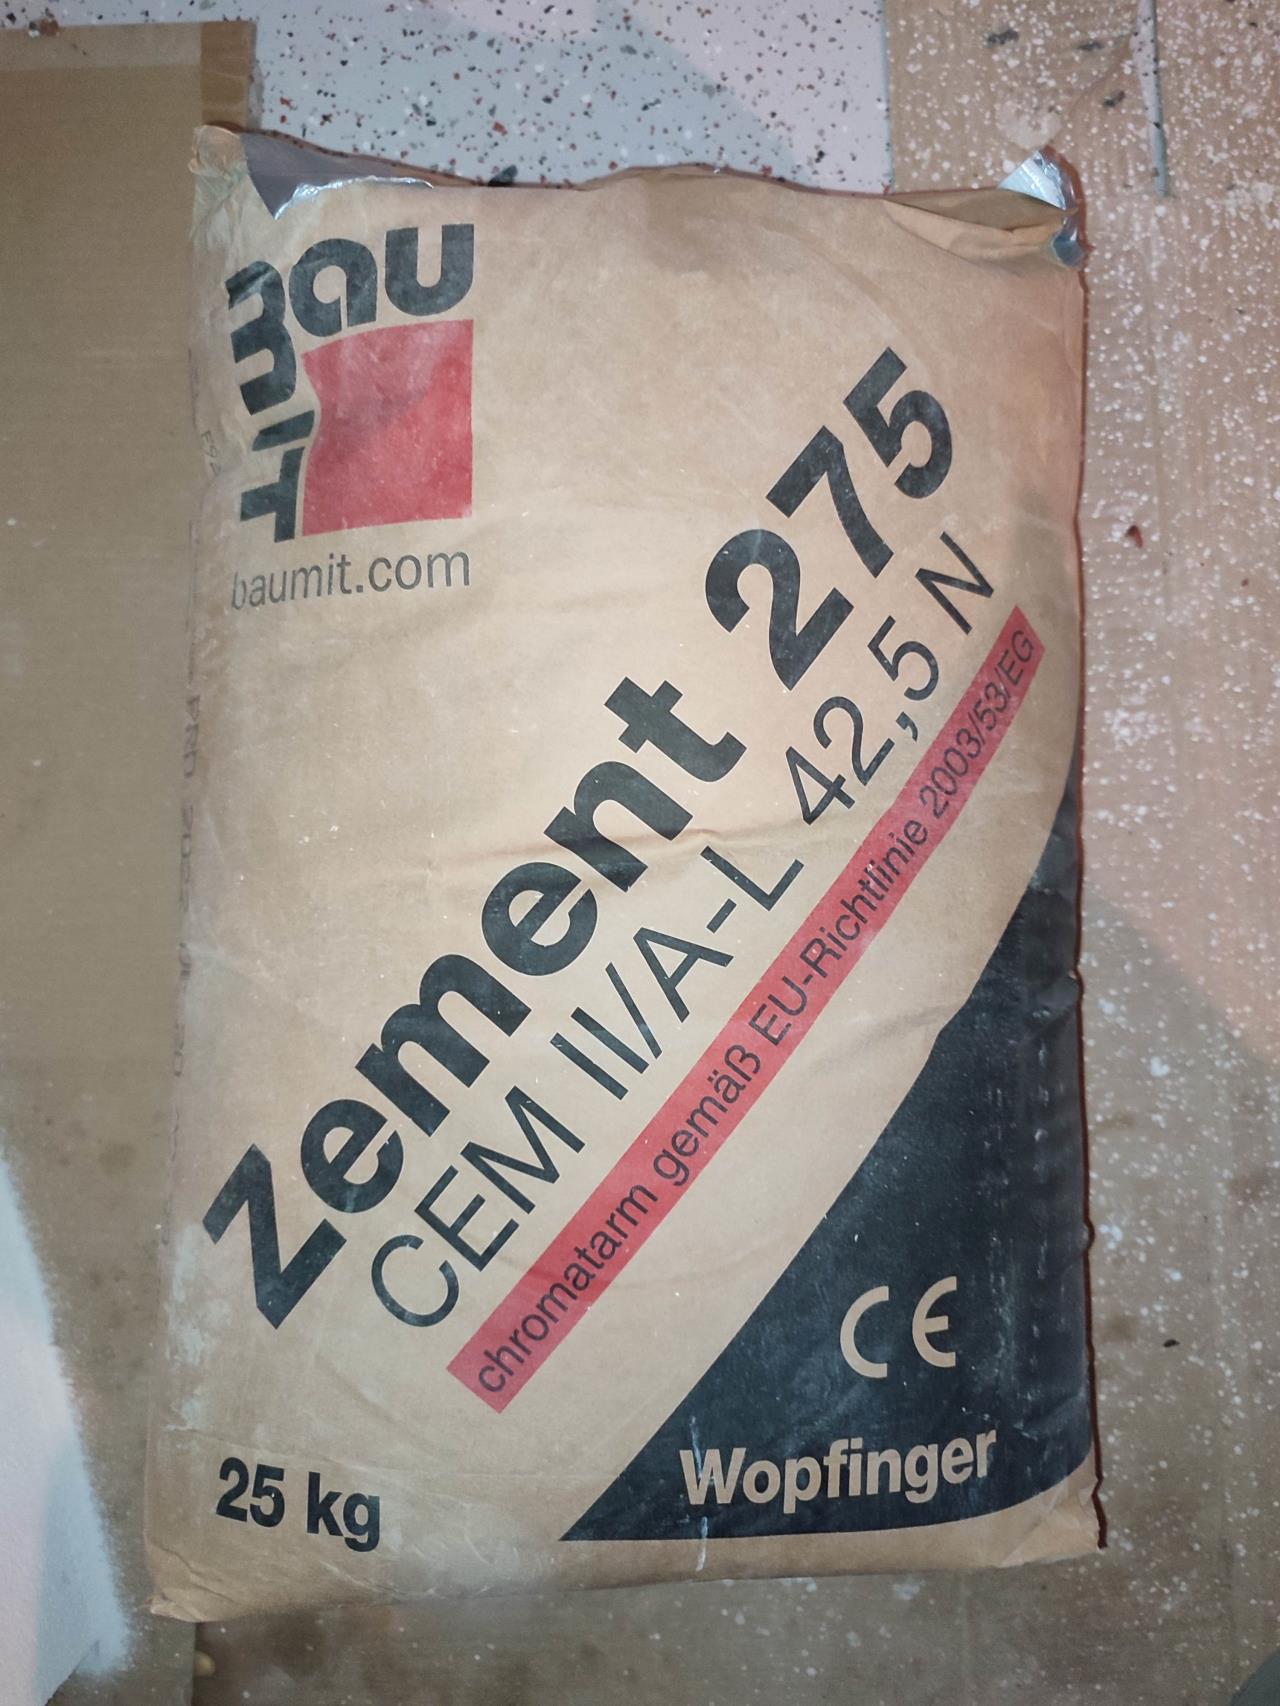 bau
mit
baumit.com
Zement 275
CEM II/A-L 42,5 N
chromatarm gemäß EU-Richtlinie 2003/53/EG
CE
Wopfinger
25 kg